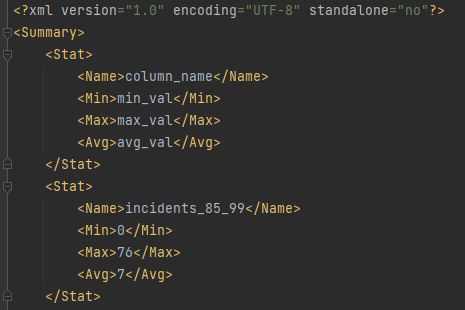 <?xml version="1.0" encoding="UTF-8" standalone="no"?>
<Summary>
    <Stat>
        <Name>column_name</Name>
        <Min>min_val</Min>
        <Max>max_val</Max>
        <Avg>avg_val</Avg>
    </Stat>
    <Stat>
        <Name>incidents_85_99</Name>
        <Min>0</Min>
        <Max>76</Max>
        <Avg>7</Avg>
    </Stat>